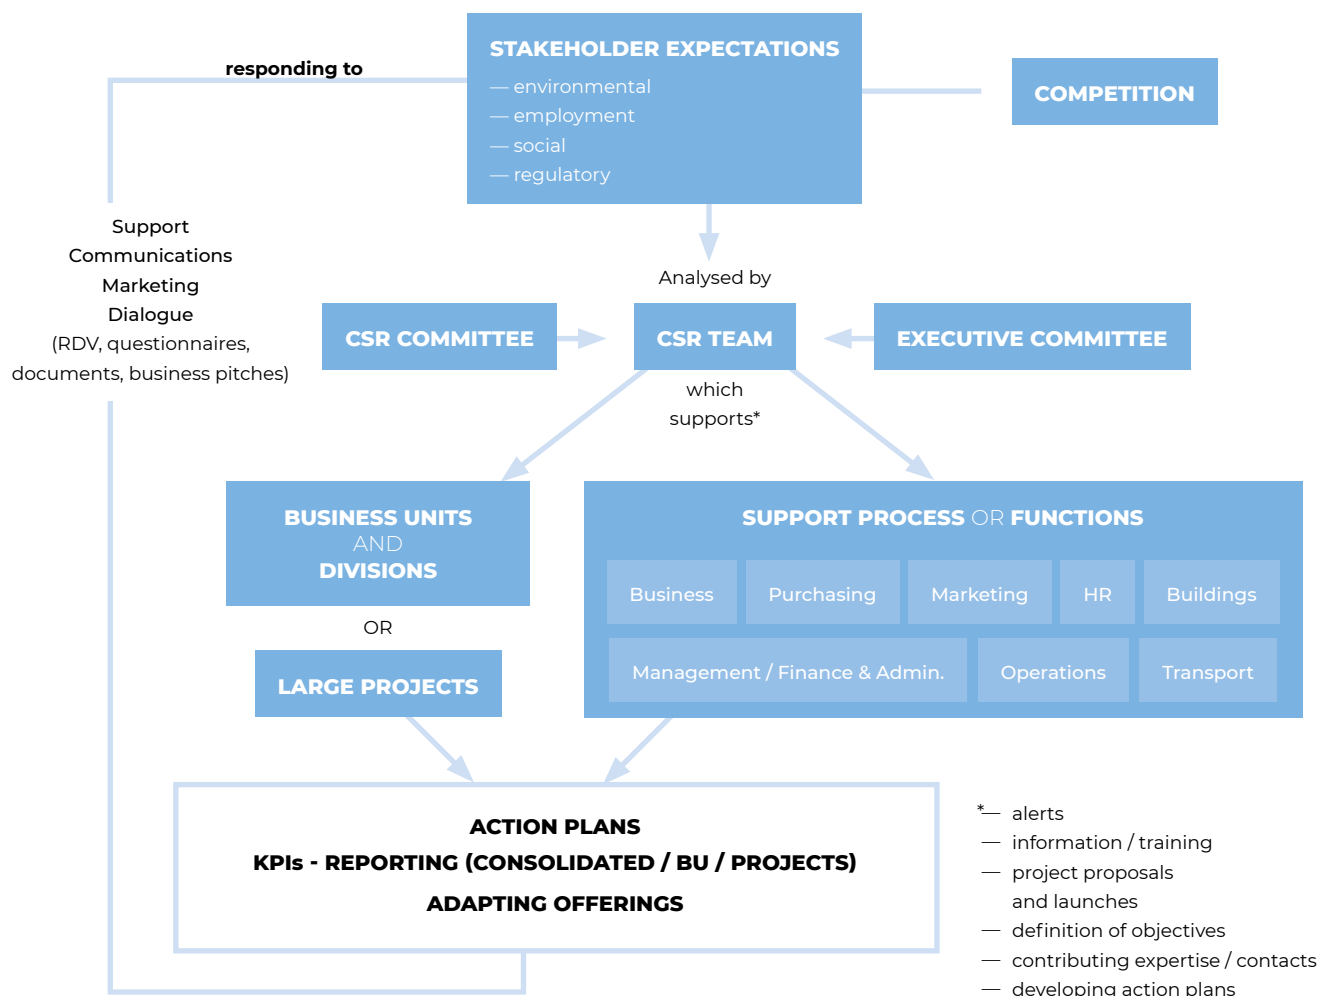 STAKEHOLDER EXPECTATIONS
— environmental
— employment
— social
— regulatory
responding to
COMPETITION
Support
Communications
Marketing
Dialogue
(RDV, questionnaires,
documents, business pitches)
Analysed by
CSR COMMITTEE
CSR TEAM
EXECUTIVE COMMITTEE
which
supports*
BUSINESS UNITS
AND
DIVISIONS
OR
LARGE PROJECTS
SUPPORT PROCESS OR FUNCTIONS
Business
Purchasing
Marketing
HR
Buildings
Management / Finance & Admin.
Operations
Transport
ACTION PLANS
KPIs - REPORTING (CONSOLIDATED / BU / PROJECTS)
ADAPTING OFFERINGS
*— alerts
— information / training
— project proposals
and launches
— definition of objectives
— contributing expertise / contacts
— developing action plans